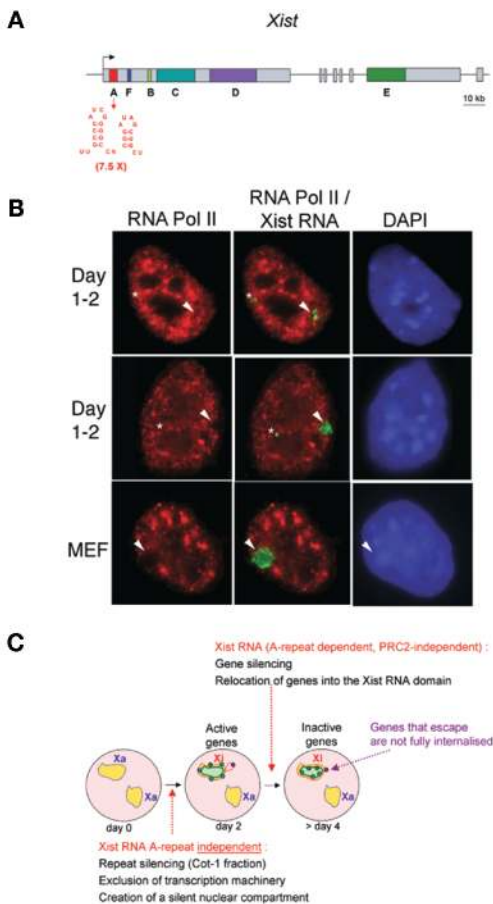 A
Xist
A F B C D E
10 kb
(7.5 X)
B
RNA Pol II
RNA Pol II /
Xist RNA
DAPI
Day
1-2
Day
1-2
MEF
C
Xist RNA (A-repeat dependent, PRC2-independent) :
Gene silencing
Relocation of genes into the Xist RNA domain
Active
genes
Inactive
genes
Genes that escape
are not fully internalised
Xa
Xa
Xi
Xa
Xi
Xa
day 0
day 2
> day 4
Xist RNA A-repeat independent :
Repeat silencing (Cot-1 fraction)
Exclusion of transcription machinery
Creation of a silent nuclear compartment